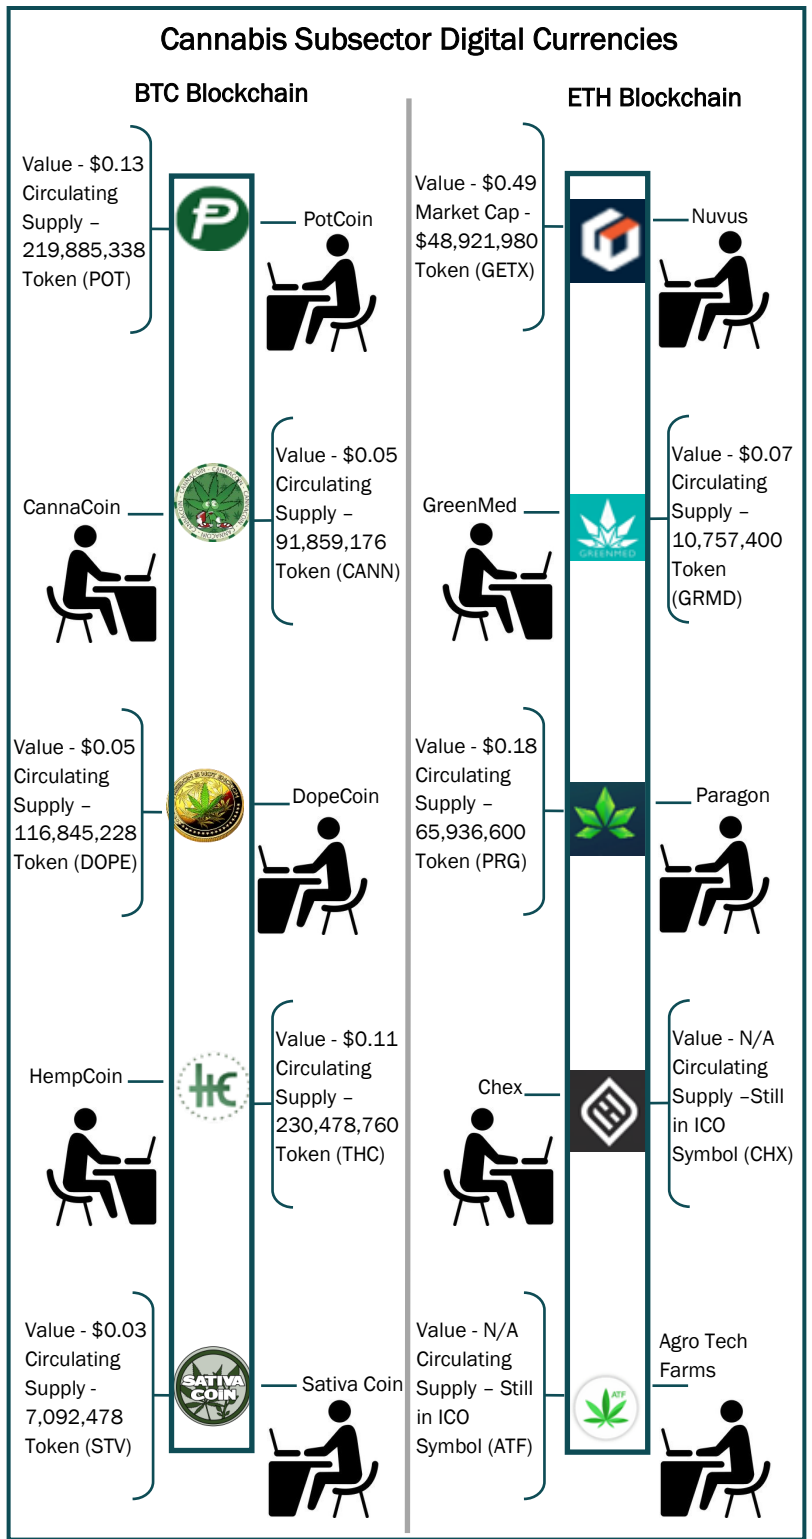 Cannabis Subsector Digital Currencies
BTC Blockchain
Value - $0.13
Circulating
Supply –
219,885,338
Token (POT)
PotCoin
CannaCoin
CANNACOIN
Value - $0.05
Circulating
Supply –
91,859,176
Token (CANN)
Value - $0.05
Circulating
Supply –
116,845,228
Token (DOPE)
DopeCoin
HempCoin
Value - $0.11
Circulating
Supply –
230,478,760
Token (THC)
Value - $0.03
Circulating
Supply -
7,092,478
Token (STV)
SATIVA
COIN
Sativa Coin
ETH Blockchain
Value - $0.49
Market Cap -
$48,921,980
Token (GETX)
Nuvus
GreenMed
GREENMED
Value - $0.07
Circulating
Supply –
10,757,400
Token
(GRMD)
Value - $0.18
Circulating
Supply –
65,936,600
Token (PRG)
Paragon
Chex
Value - N/A
Circulating
Supply –Still
in ICO
Symbol (CHX)
Value - N/A
Circulating
Supply – Still
in ICO
Symbol (ATF)
ATF
Agro Tech
Farms